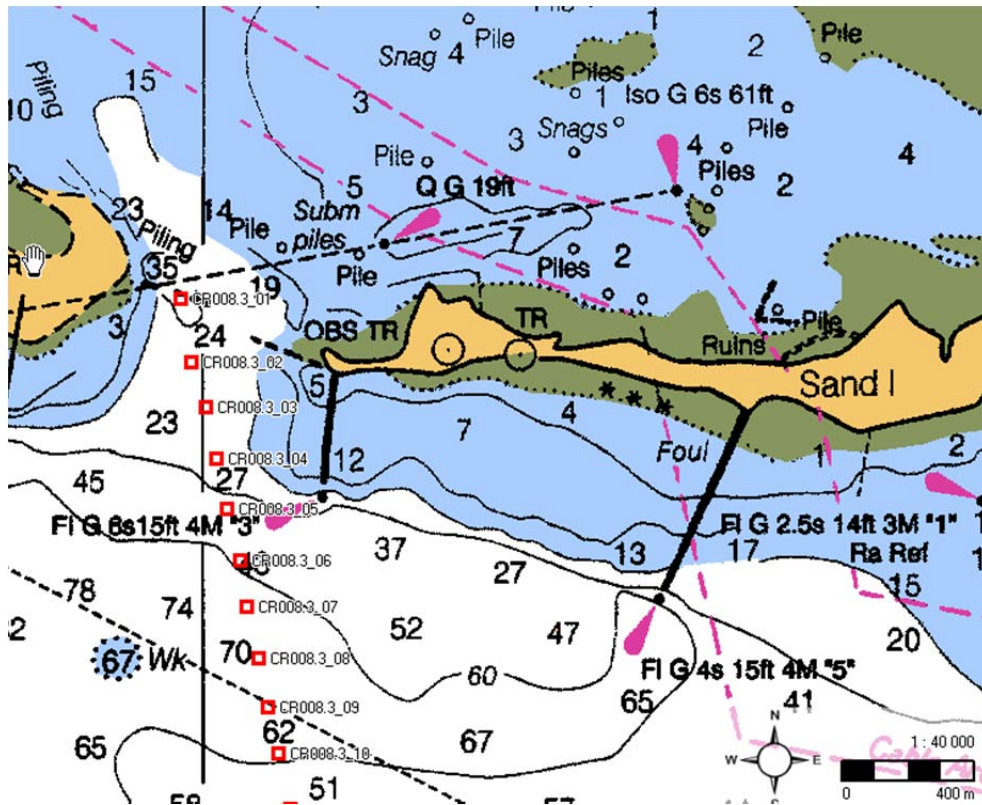 1
Pile
15
Snag 4
Pile
2
Pile
10
Piling
Piles
3
1
Iso G 6s 61ft
3
Snags
Pile
Pile
4
4
5
Q G 19ft
Piles
2
23
14
Subm
piles
Piling
Pile
7
2
35
19
Pile
Piles
CR008.3_01
3
24
OBS TR
TR
Pile
Ruins
CR008.3_02
5
Sand I
23
CR008.3_03
4
7
CR008.3_04
12
Foul
1
2
45
27
CR008.3_05
Fl G 6s15ft 4M "3"
Fl G 2.5s 14ft 3M "1"
37
13
17
Ra Ref
CR008.3_06
27
15
78
74
CR008.3_07
52
47
20
67
Wk
70
CR008.3_08
60
Fl G 4s 15ft 4M "5"
65
41
CR008.3_09
62
65
67
N
W
E
S
1 : 40 000
CR008.3_10
51
0
400 m
57